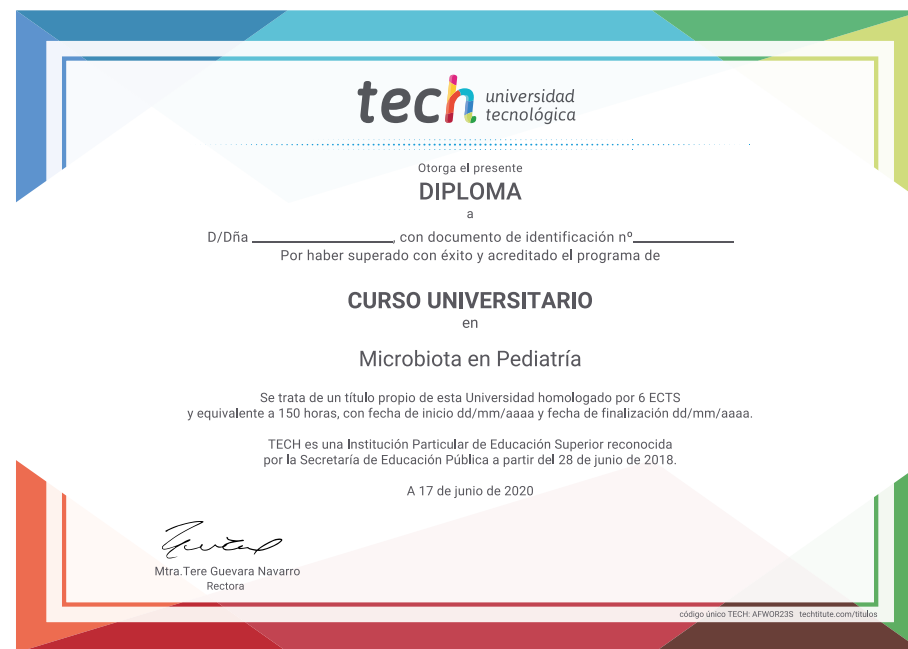 tech universidad
tecnológica
Otorga el presente
DIPLOMA
a
D/Dña ____________________, con documento de identificación nº______________
Por haber superado con éxito y acreditado el programa de
CURSO UNIVERSITARIO
en
Microbiota en Pediatría
Se trata de un título propio de esta Universidad homologado por 6 ECTS
y equivalente a 150 horas, con fecha de inicio dd/mm/aaaa y fecha de finalización dd/mm/aaaa.
TECH es una Institución Particular de Educación Superior reconocida
por la Secretaría de Educación Pública a partir del 28 de junio de 2018.
A 17 de junio de 2020
Mtra.Tere Guevara Navarro
Rectora
código único TECH: AFWOR23S techtitute.com/titulos